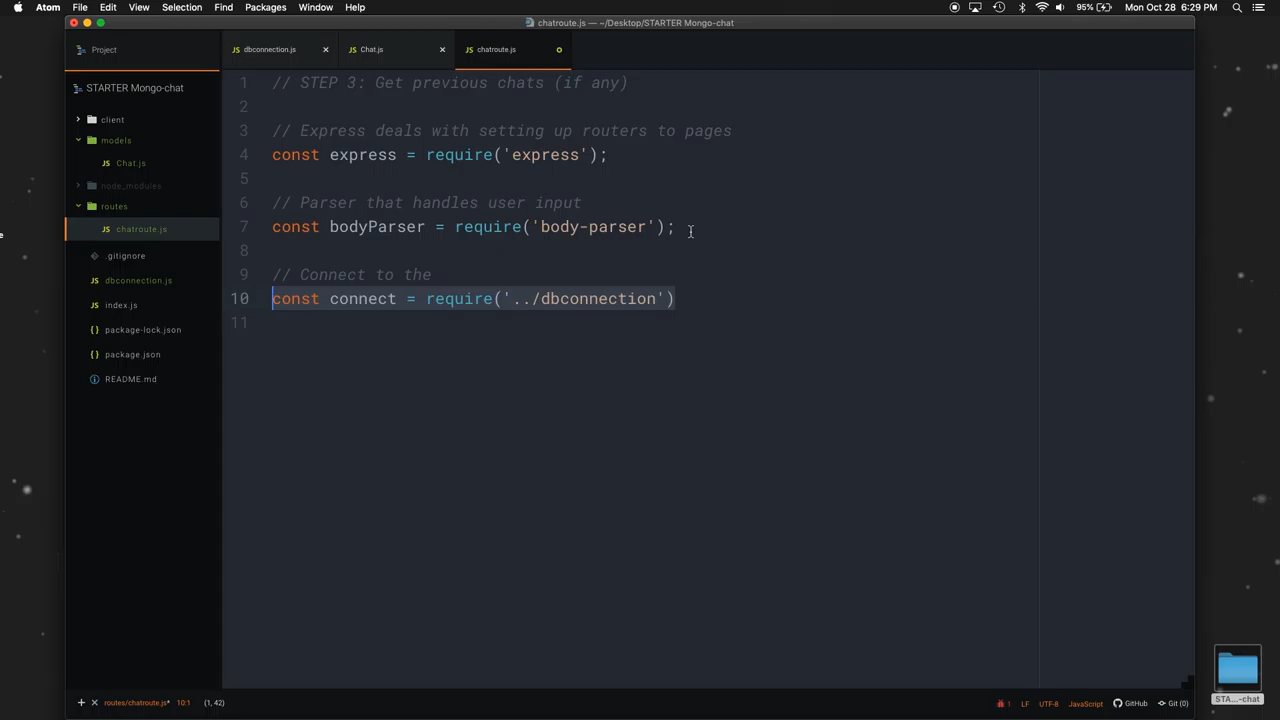 Atom File Edit View Selection Find Packages Window Help 95% Mon Oct 28 6:29 PM
chatroute.js — ~/Desktop/STARTER Mongo-chat
Project
JS dbconnection.js
JS Chat.js
JS chatroute.js
STARTER Mongo-chat
client
models
JS Chat.js
node_modules
routes
JS chatroute.js
.gitignore
JS dbconnection.js
JS index.js
{} package-lock.json
{} package.json
README.md
1 // STEP 3: Get previous chats (if any)
2
3 // Express deals with setting up routers to pages
4 const express = require('express');
5
6 // Parser that handles user input
7 const bodyParser = require('body-parser');
8
9 // Connect to the
10 const connect = require('../dbconnection')
11
STA...-chat
routes/chatroute.js* 10:1 (1, 42) 1 LF UTF-8 JavaScript GitHub Git (0)